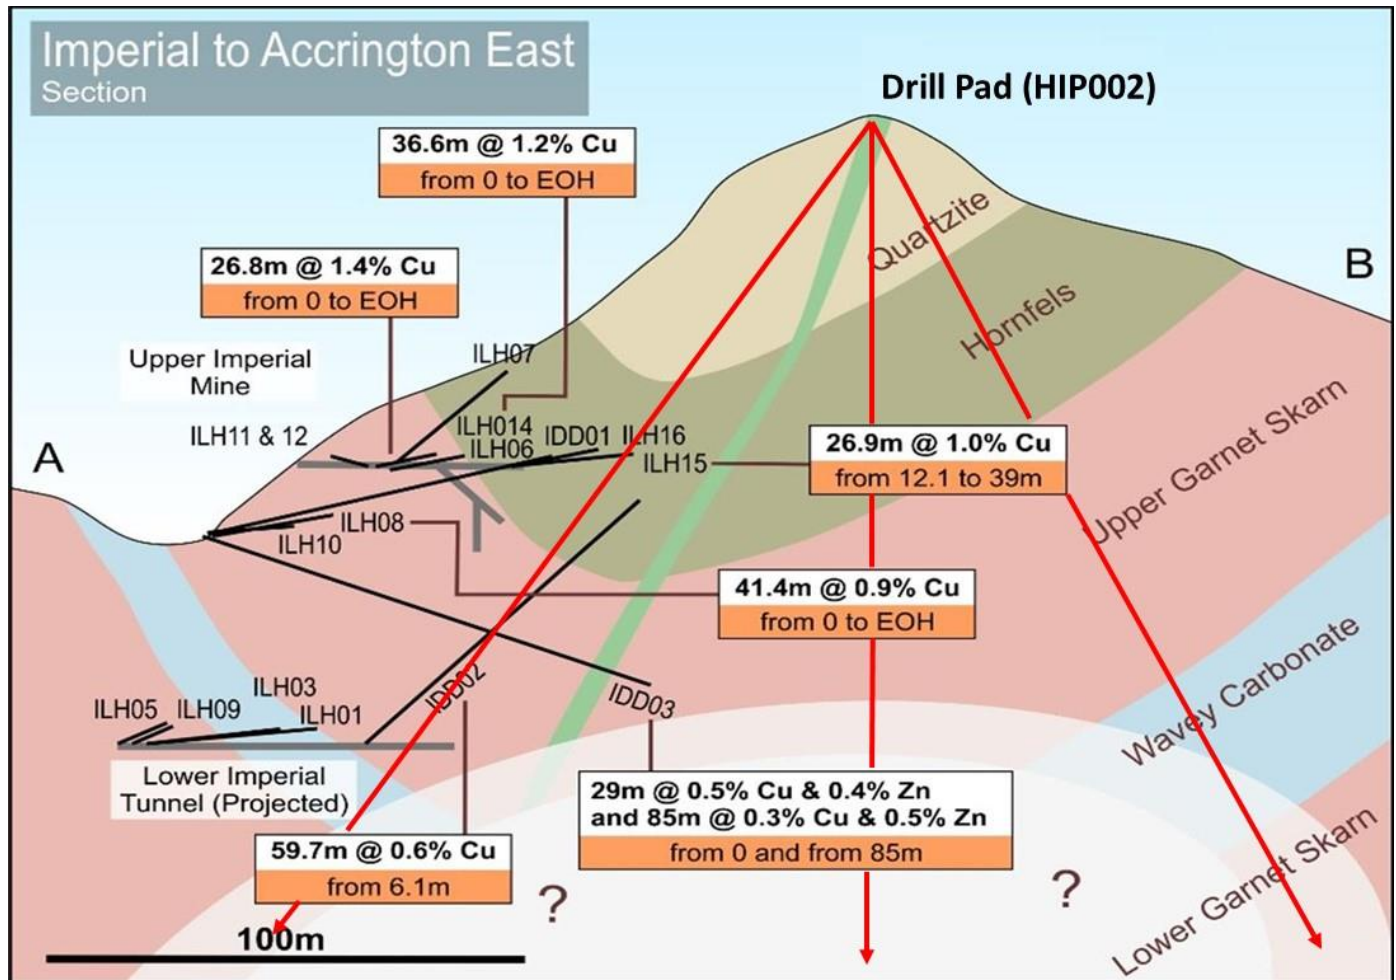 Imperial to Accrington East
Section
Drill Pad (HIP002)
36.6m @ 1.2% Cu
from 0 to EOH
26.8m @ 1.4% Cu
from 0 to EOH
Quartzite
B
Hornfels
Upper Imperial
Mine
ILH07
ILH11 & 12
ILH014
ILH06
IDD01
ILH16
ILH15
A
26.9m @ 1.0% Cu
from 12.1 to 39m
Upper Garnet Skarn
ILH08
ILH10
41.4m @ 0.9% Cu
from 0 to EOH
Wavey Carbonate
ILH05
ILH09
ILH03
ILH01
IDD02
IDD03
Lower Imperial
Tunnel (Projected)
29m @ 0.5% Cu & 0.4% Zn
and 85m @ 0.3% Cu & 0.5% Zn
from 0 and from 85m
59.7m @ 0.6% Cu
from 6.1m
?
?
Lower Garnet Skarn
100m